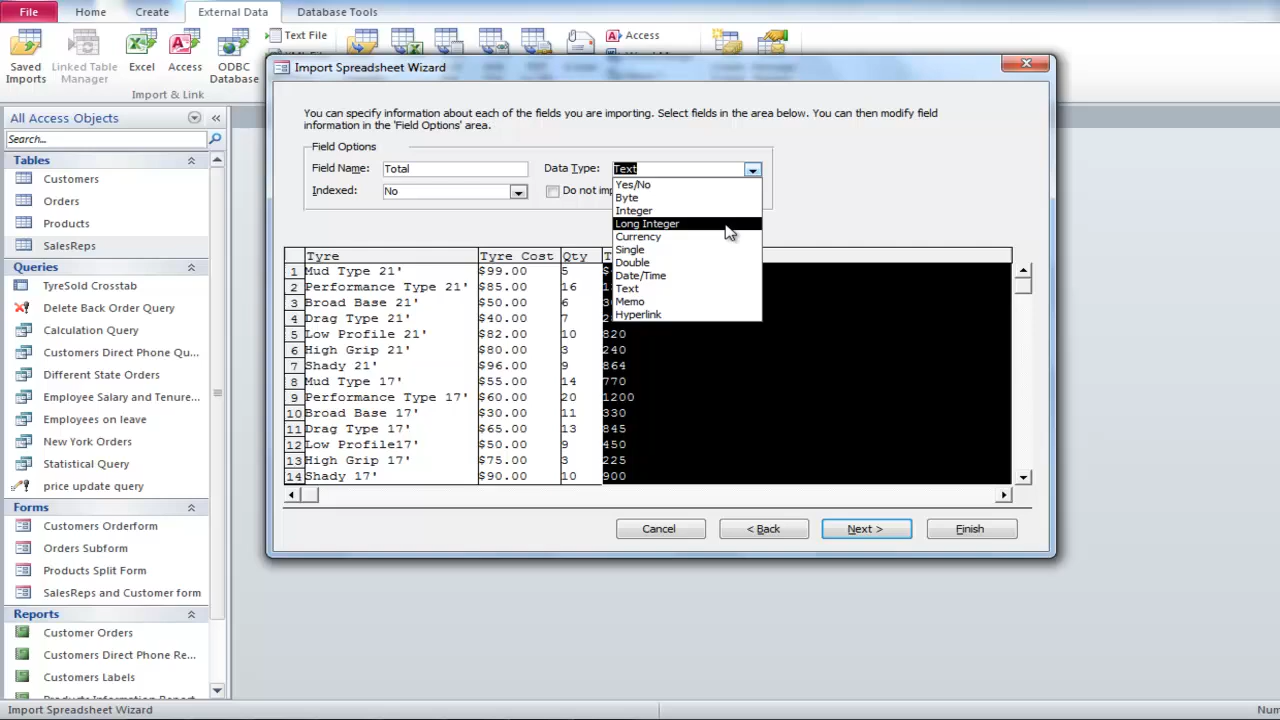 File Home Create External Data Database Tools
Saved Imports
Linked Table Manager
Excel
Access
ODBC Database
Text File
Access
Import & Link
Import Spreadsheet Wizard
All Access Objects
Search...
Tables
Customers
Orders
Products
SalesReps
Queries
TyreSold Crosstab
Delete Back Order Query
Calculation Query
Customers Direct Phone Qu...
Different State Orders
Employee Salary and Tenure...
Employees on leave
New York Orders
Statistical Query
price update query
Forms
Customers Orderform
Orders Subform
Products Split Form
SalesReps and Customer form
Reports
Customer Orders
Customers Direct Phone Re...
Customers Labels
Products Information Report
You can specify information about each of the fields you are importing. Select fields in the area below. You can then modify field
information in the 'Field Options' area.
Field Options
Field Name: Total Data Type: Text
Indexed: No Do not imp
Yes/No
Byte
Integer
Long Integer
Currency
Single
Double
Date/Time
Text
Memo
Hyperlink
Tyre Tyre Cost Qty T
1 Mud Type 21' $99.00 5 $
2 Performance Type 21' $85.00 16 1
3 Broad Base 21' $50.00 6 3
4 Drag Type 21' $40.00 7 2
5 Low Profile 21' $82.00 10 820
6 High Grip 21' $80.00 3 240
7 Shady 21' $96.00 9 864
8 Mud Type 17' $55.00 14 770
9 Performance Type 17' $60.00 20 1200
10 Broad Base 17' $30.00 11 330
11 Drag Type 17' $65.00 13 845
12 Low Profile17' $50.00 9 450
13 High Grip 17' $75.00 3 225
14 Shady 17' $90.00 10 900
Cancel < Back Next > Finish
Import Spreadsheet Wizard Num